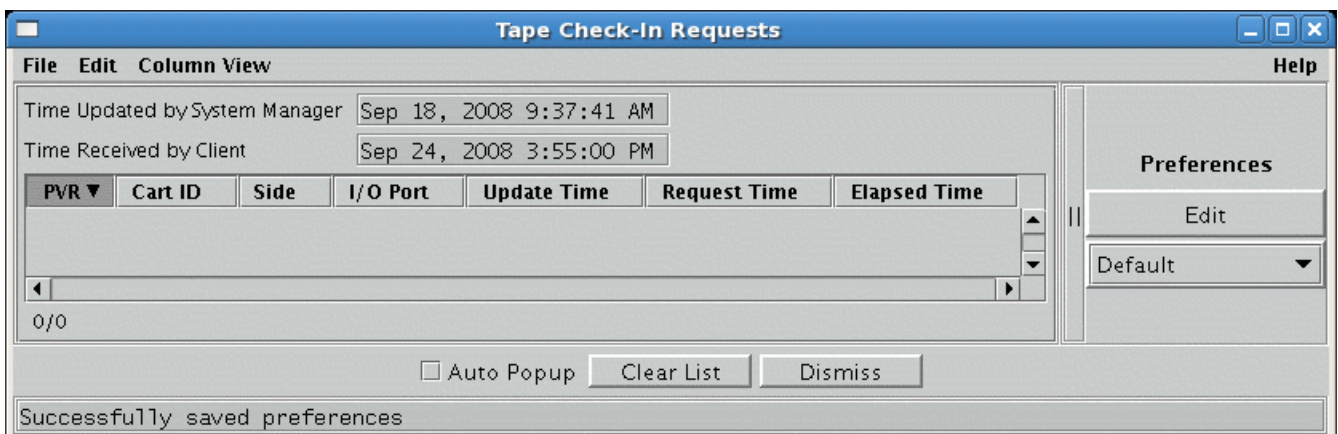 Tape Check-In Requests
File Edit Column View Help
Time Updated by System Manager Sep 18, 2008 9:37:41 AM
Time Received by Client Sep 24, 2008 3:55:00 PM
PVR ▼ Cart ID Side I/O Port Update Time Request Time Elapsed Time
0/0
Preferences
Edit
Default
Auto Popup Clear List Dismiss
Successfully saved preferences